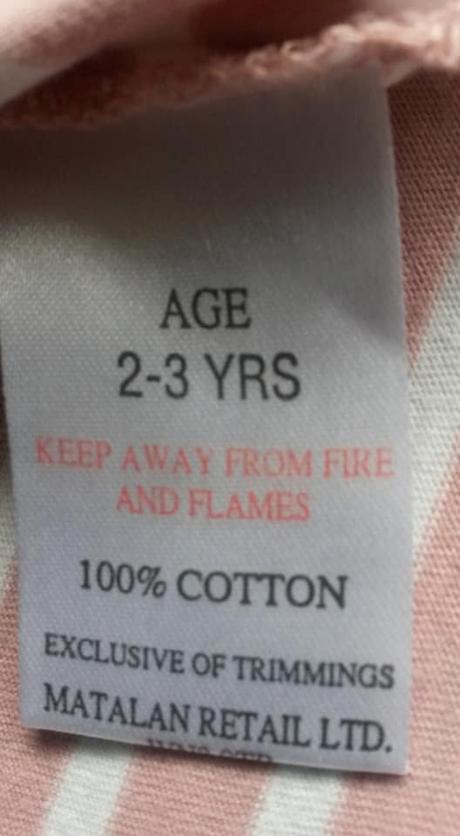 AGE
2-3 YRS
KEEP AWAY FROM FIRE
AND FLAMES
100% COTTON
EXCLUSIVE OF TRIMMINGS
MATALAN RETAIL LTD.